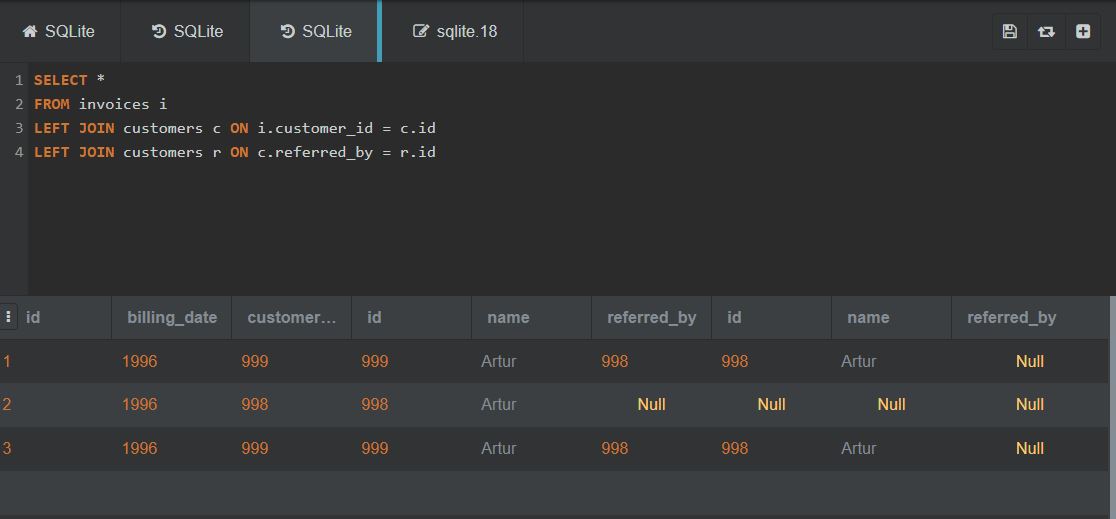 SQLite SQLite SQLite sqlite.18
1 SELECT *
2 FROM invoices i
3 LEFT JOIN customers c ON i.customer_id = c.id
4 LEFT JOIN customers r ON c.referred_by = r.id
id billing_date customer... id name referred_by id name referred_by
1 1996 999 999 Artur 998 998 Artur Null
2 1996 998 998 Artur Null Null Null Null
3 1996 999 999 Artur 998 998 Artur Null